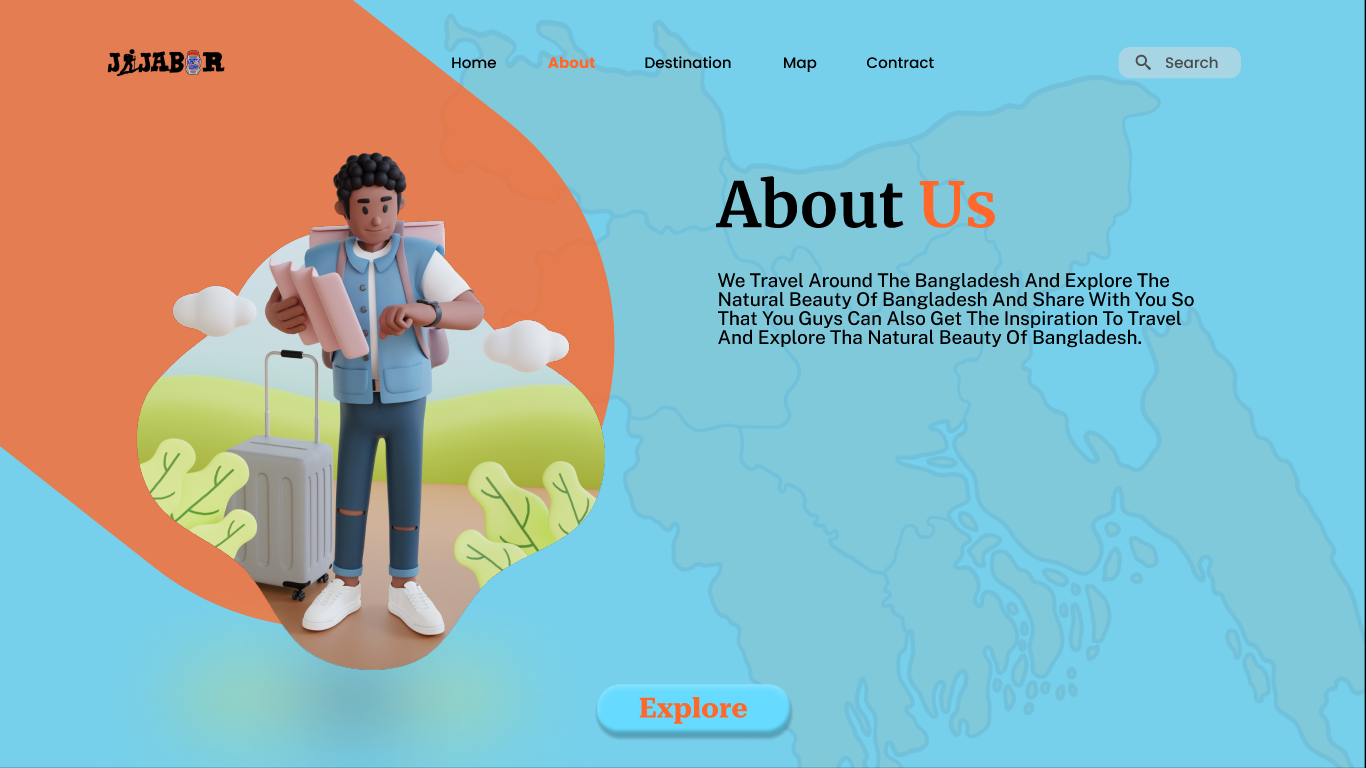 JIJABOR
Home About Destination Map Contract Search
About Us
We Travel Around The Bangladesh And Explore The
Natural Beauty Of Bangladesh And Share With You So
That You Guys Can Also Get The Inspiration To Travel
And Explore Tha Natural Beauty Of Bangladesh.
Explore